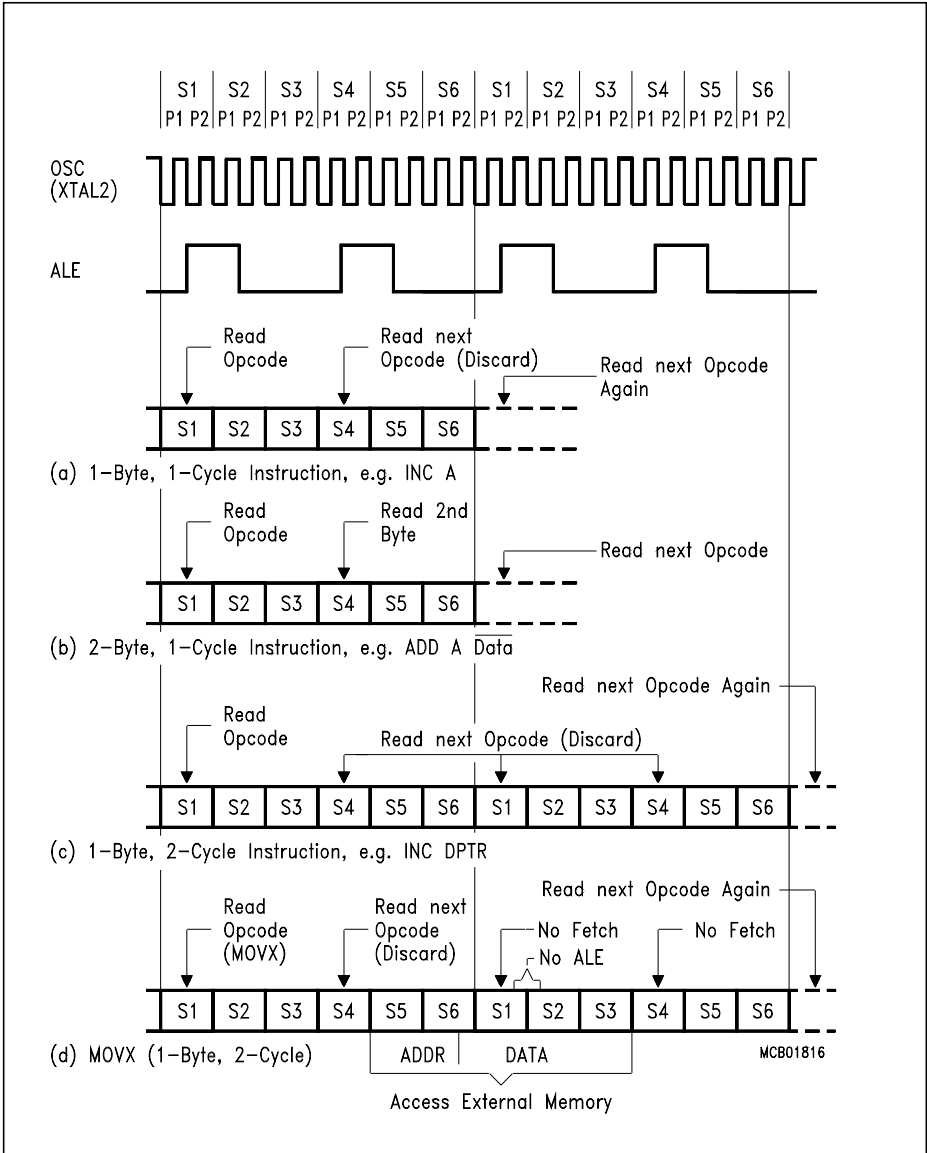 S1 S2 S3 S4 S5 S6 S1 S2 S3 S4 S5 S6
P1 P2 P1 P2 P1 P2 P1 P2 P1 P2 P1 P2 P1 P2 P1 P2 P1 P2 P1 P2 P1 P2 P1 P2
OSC
(XTAL2)
ALE
Read
Opcode
Read next
Opcode (Discard)
Read next Opcode
Again
S1 S2 S3 S4 S5 S6
(a) 1-Byte, 1-Cycle Instruction, e.g. INC A
Read
Opcode
Read 2nd
Byte
Read next Opcode
S1 S2 S3 S4 S5 S6
(b) 2-Byte, 1-Cycle Instruction, e.g. ADD A D̅a̅t̅a̅
Read next Opcode Again
Read
Opcode
Read next Opcode (Discard)
S1 S2 S3 S4 S5 S6 S1 S2 S3 S4 S5 S6
(c) 1-Byte, 2-Cycle Instruction, e.g. INC DPTR
Read next Opcode Again
Read
Opcode
(MOVX)
Read next
Opcode
(Discard)
No Fetch
No ALE
No Fetch
S1 S2 S3 S4 S5 S6 S1 S2 S3 S4 S5 S6
(d) MOVX (1-Byte, 2-Cycle)
ADDR DATA
MCB01816
Access External Memory